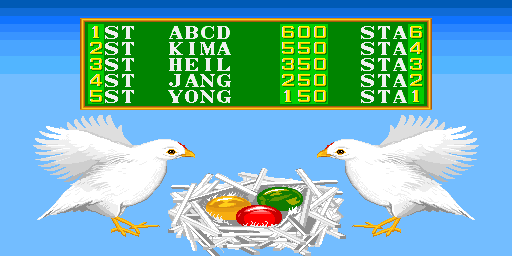 1ST ABCD 600 STA6
2ST KIMA 550 STA4
3ST HEIL 350 STA3
4ST JANG 250 STA2
5ST YONG 150 STA1